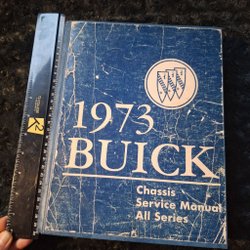 1973
BUICK
Chassis
Service Manual
All Series